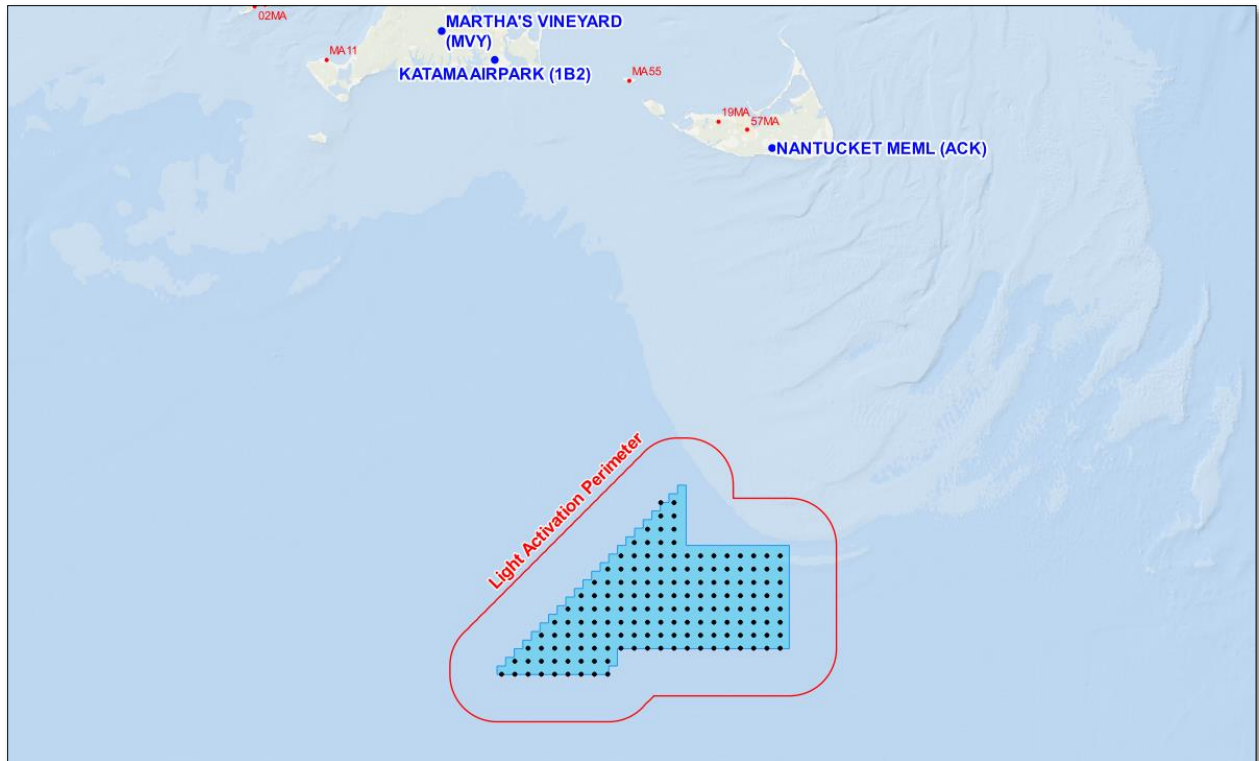 02MA
MARTHA'S VINEYARD
(MVY)
MA11
KATAMA AIRPARK (1B2)
MA55
19MA
57MA
NANTUCKET MEML (ACK)
Light Activation Perimeter